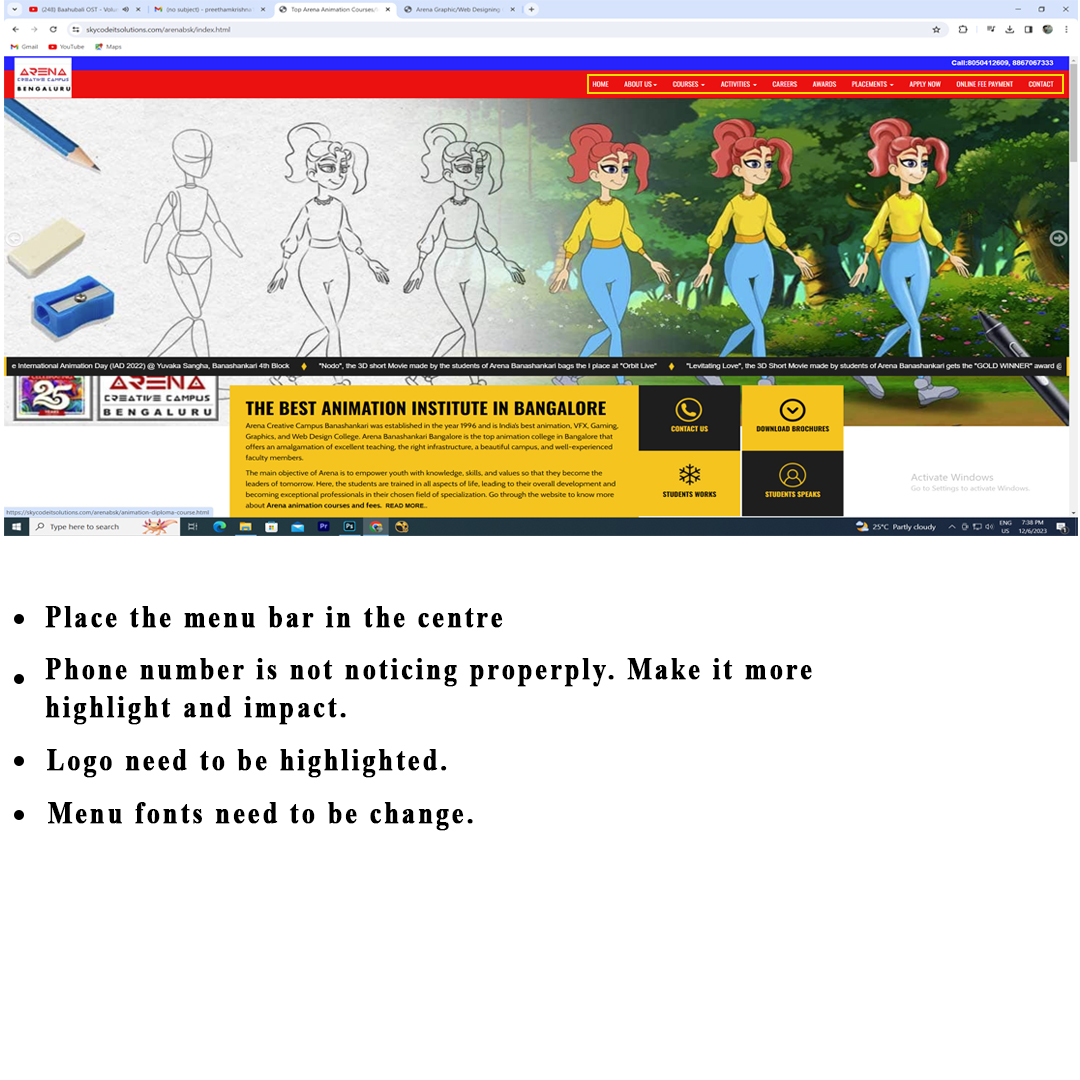 (248) Baahubali OST - Volu
(no subject) - preethamkrishna
Top Arena Animation Courses/
Arena Graphic/Web Designing
skycodeitsolutions.com/arenabsk/index.html
Gmail
YouTube
Maps
Call:8050412609, 8867067333
ARENA
CREATIVE CAMPUS
BENGALURU
HOME ABOUT US COURSES ACTIVITIES CAREERS AWARDS PLACEMENTS APPLY NOW ONLINE FEE PAYMENT CONTACT
e International Animation Day (IAD 2022) @ Yuvaka Sangha, Banashankari 4th Block "Nodo", the 3D short Movie made by the students of Arena Banashankari bags the I place at "Orbit Live" "Levitating Love", the 3D Short Movie made by students of Arena Banashankari gets the "GOLD WINNER" award @
25
YEARS
ARENA
CREATIVE CAMPUS
BENGALURU
THE BEST ANIMATION INSTITUTE IN BANGALORE
Arena Creative Campus Banashankari was established in the year 1996 and is India's best animation, VFX, Gaming,
Graphics, and Web Design College. Arena Banashankari Bangalore is the top animation college in Bangalore that
offers an amalgamation of excellent teaching, the right infrastructure, a beautiful campus, and well-experienced
faculty members.
The main objective of Arena is to empower youth with knowledge, skills, and values so that they become the
leaders of tomorrow. Here, the students are trained in all aspects of life, leading to their overall development and
becoming exceptional professionals in their chosen field of specialization. Go through the website to know more
about Arena animation courses and fees. READ MORE..
CONTACT US
DOWNLOAD BROCHURES
STUDENTS WORKS
STUDENTS SPEAKS
Activate Windows
Go to Settings to activate Windows.
https://skycodeitsolutions.com/arenabsk/animation-diploma-course.html
Type here to search
Pr
Ps
25°C Partly cloudy
ENG
US
7:38 PM
12/6/2023
• Place the menu bar in the centre
• Phone number is not noticing properply. Make it more
highlight and impact.
• Logo need to be highlighted.
• Menu fonts need to be change.